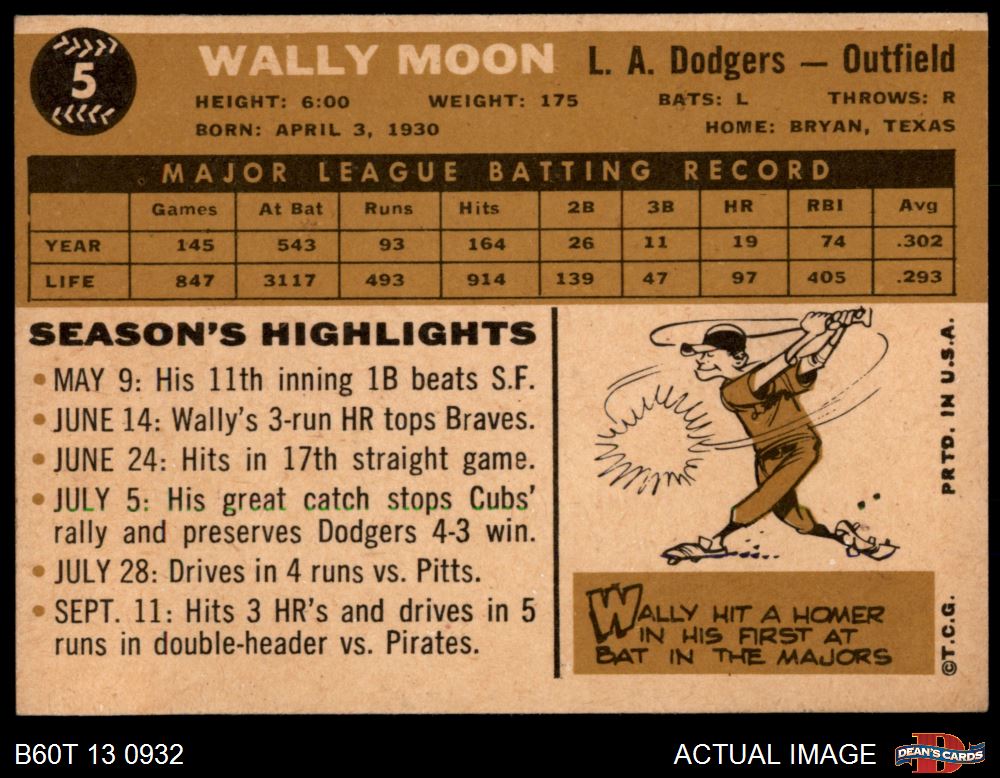 5
WALLY MOON L. A. Dodgers — Outfield
HEIGHT: 6:00 WEIGHT: 175 BATS: L THROWS: R
BORN: APRIL 3, 1930 HOME: BRYAN, TEXAS
MAJOR LEAGUE BATTING RECORD
Games At Bat Runs Hits 2B 3B HR RBI Avg
YEAR 145 543 93 164 26 11 19 74 .302
LIFE 847 3117 493 914 139 47 97 405 .293
SEASON'S HIGHLIGHTS
• MAY 9: His 11th inning 1B beats S.F.
• JUNE 14: Wally's 3-run HR tops Braves.
• JUNE 24: Hits in 17th straight game.
• JULY 5: His great catch stops Cubs'
rally and preserves Dodgers 4-3 win.
• JULY 28: Drives in 4 runs vs. Pitts.
• SEPT. 11: Hits 3 HR's and drives in 5
runs in double-header vs. Pirates.
WALLY HIT A HOMER
IN HIS FIRST AT
BAT IN THE MAJORS
©T.C.G. PRTD. IN U.S.A.
B60T 13 0932 ACTUAL IMAGE
DEAN'S CARDS